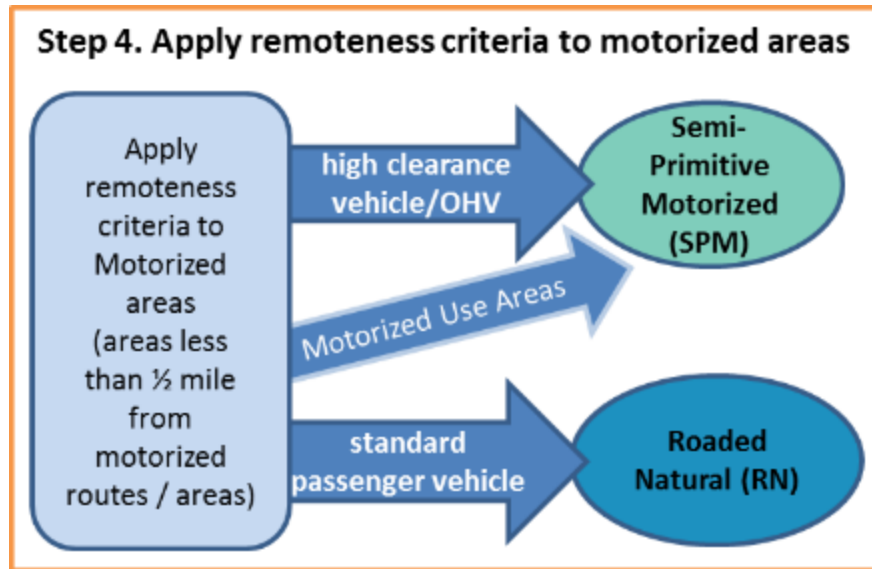 Step 4. Apply remoteness criteria to motorized areas
Apply
remoteness
criteria to
Motorized
areas
(areas less
than ½ mile
from
motorized
routes / areas)
high clearance
vehicle/OHV
Semi-
Primitive
Motorized
(SPM)
Motorized Use Areas
standard
passenger vehicle
Roaded
Natural (RN)